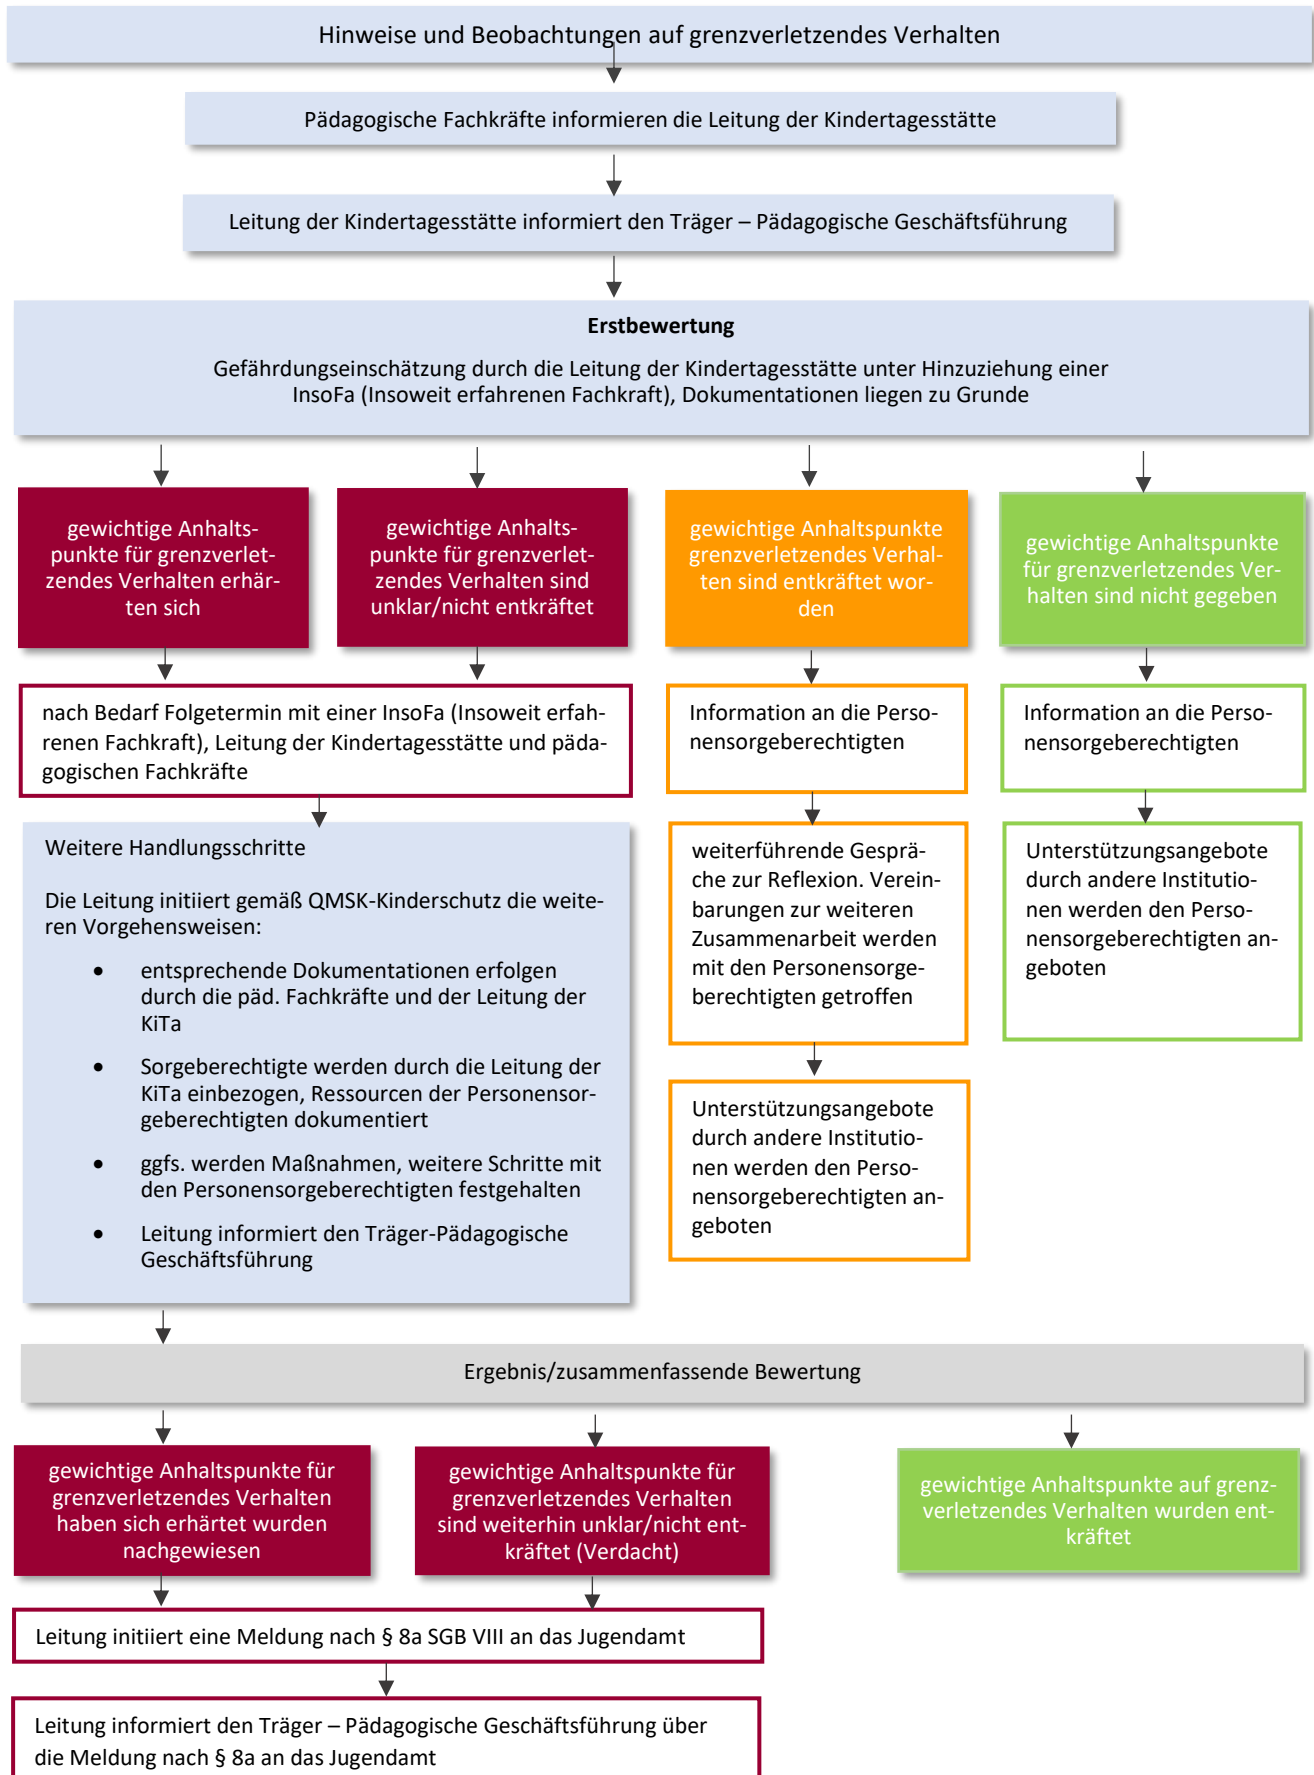 Hinweise und Beobachtungen auf grenzverletzendes Verhalten
Pädagogische Fachkräfte informieren die Leitung der Kindertagesstätte
Leitung der Kindertagesstätte informiert den Träger – Pädagogische Geschäftsführung
Erstbewertung
Gefährdungseinschätzung durch die Leitung der Kindertagesstätte unter Hinzuziehung einer
InsoFa (Insoweit erfahrenen Fachkraft), Dokumentationen liegen zu Grunde
gewichtige Anhalts-
punkte für grenzverlet-
zendes Verhalten erhär-
ten sich
gewichtige Anhalts-
punkte für grenzverlet-
zendes Verhalten sind
unklar/nicht entkräftet
gewichtige Anhaltspunkte
grenzverletzendes Verhal-
ten sind entkräftet wor-
den
gewichtige Anhaltspunkte
für grenzverletzendes Ver-
halten sind nicht gegeben
nach Bedarf Folgetermin mit einer InsoFa (Insoweit erfah-
renen Fachkraft), Leitung der Kindertagesstätte und päda-
gogischen Fachkräfte
Information an die Perso-
nensorgeberechtigten
Information an die Perso-
nensorgeberechtigten
Weitere Handlungsschritte
Die Leitung initiiert gemäß QMSK-Kinderschutz die weite-
ren Vorgehensweisen:
• entsprechende Dokumentationen erfolgen
durch die päd. Fachkräfte und der Leitung der
KiTa
• Sorgeberechtigte werden durch die Leitung der
KiTa einbezogen, Ressourcen der Personensor-
geberechtigten dokumentiert
• ggfs. werden Maßnahmen, weitere Schritte mit
den Personensorgeberechtigten festgehalten
• Leitung informiert den Träger-Pädagogische
Geschäftsführung
weiterführende Gesprä-
che zur Reflexion. Verein-
barungen zur weiteren
Zusammenarbeit werden
mit den Personensorge-
berechtigten getroffen
Unterstützungsangebote
durch andere Institutio-
nen werden den Perso-
nensorgeberechtigten an-
geboten
Unterstützungsangebote
durch andere Institutio-
nen werden den Perso-
nensorgeberechtigten an-
geboten
Ergebnis/zusammenfassende Bewertung
gewichtige Anhaltspunkte für
grenzverletzendes Verhalten
haben sich erhärtet wurden
nachgewiesen
gewichtige Anhaltspunkte für
grenzverletzendes Verhalten
sind weiterhin unklar/nicht ent-
kräftet (Verdacht)
gewichtige Anhaltspunkte auf grenz-
verletzendes Verhalten wurden ent-
kräftet
Leitung initiiert eine Meldung nach § 8a SGB VIII an das Jugendamt
Leitung informiert den Träger – Pädagogische Geschäftsführung über
die Meldung nach § 8a an das Jugendamt